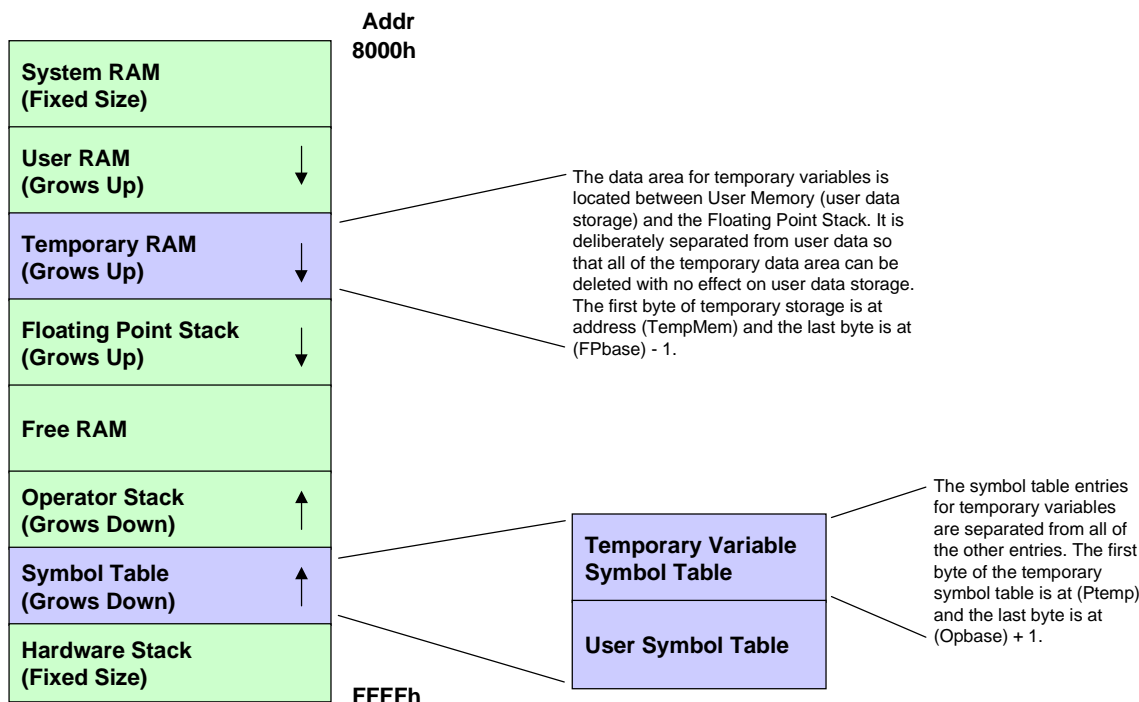 Addr
8000h
System RAM
(Fixed Size)
User RAM
(Grows Up)
Temporary RAM
(Grows Up)
Floating Point Stack
(Grows Up)
Free RAM
Operator Stack
(Grows Down)
Symbol Table
(Grows Down)
Hardware Stack
(Fixed Size)
FFFFh
The data area for temporary variables is
located between User Memory (user data
storage) and the Floating Point Stack. It is
deliberately separated from user data so
that all of the temporary data area can be
deleted with no effect on user data storage.
The first byte of temporary storage is at
address (TempMem) and the last byte is at
(FPbase) - 1.
Temporary Variable
Symbol Table
User Symbol Table
The symbol table entries
for temporary variables
are separated from all of
the other entries. The first
byte of the temporary
symbol table is at (Ptemp)
and the last byte is at
(Opbase) + 1.